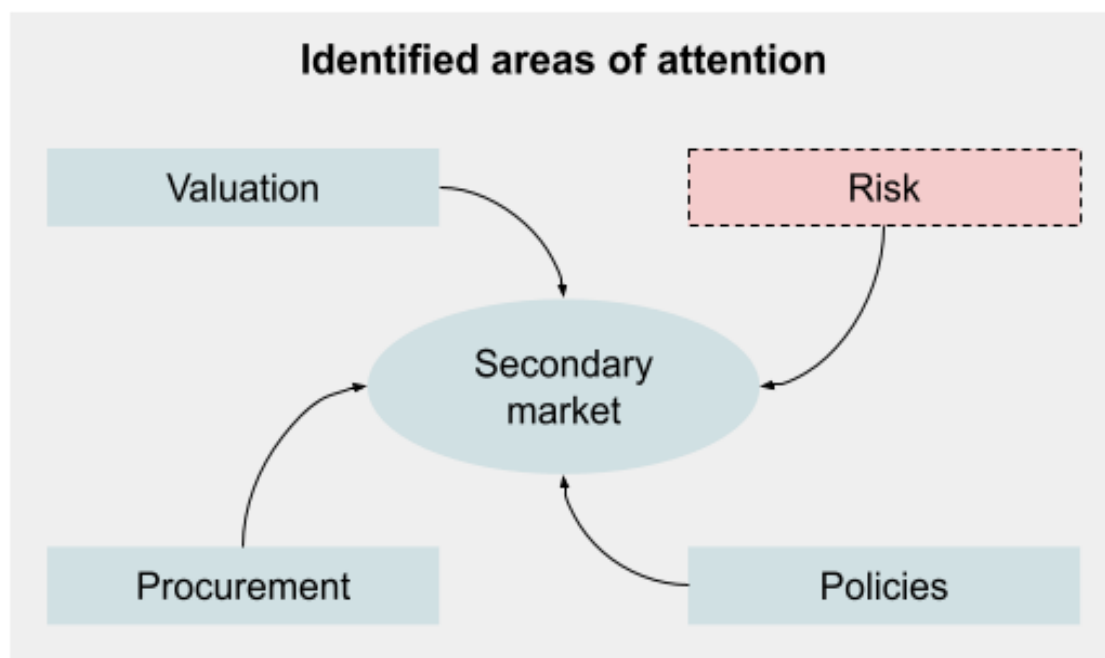 Identified areas of attention
Valuation
Risk
Secondary
market
Procurement
Policies